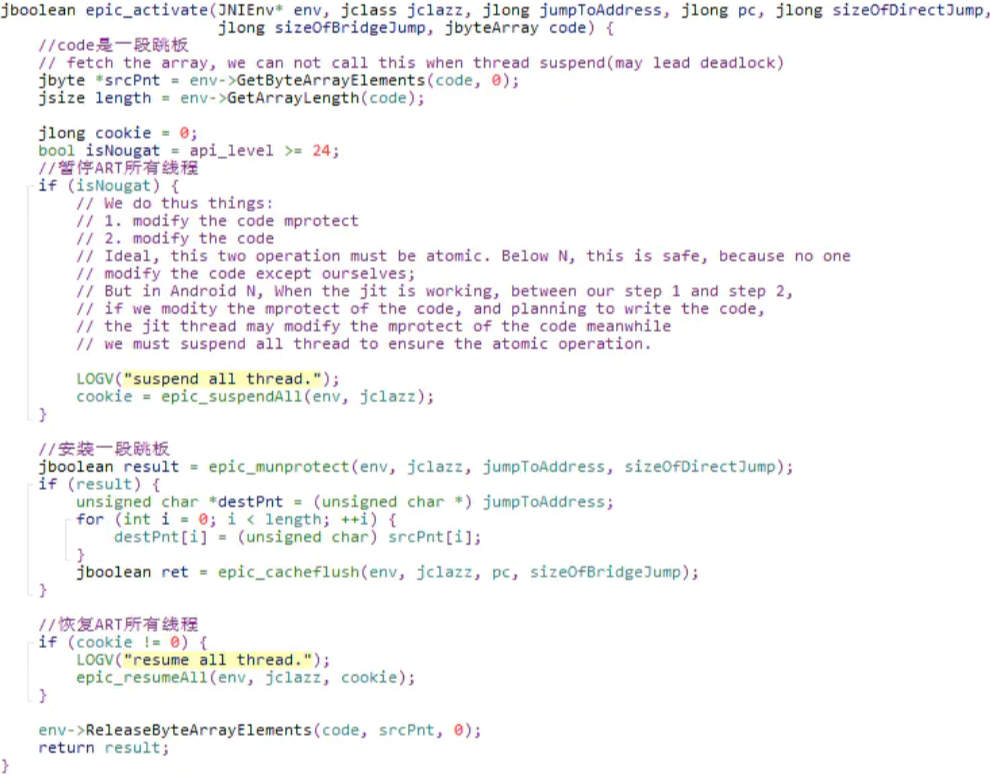 jboolean epic_activate(JNIEnv* env, jclass jclazz, jlong jumpToAddress, jlong pc, jlong sizeOfDirectJump,
                       jlong sizeOfBridgeJump, jbyteArray code) {
    //code是一段跳板
    // fetch the array, we can not call this when thread suspend(may lead deadlock)
    jbyte *srcPnt = env->GetByteArrayElements(code, 0);
    jsize length = env->GetArrayLength(code);

    jlong cookie = 0;
    bool isNougat = api_level >= 24;
    //暂停ART所有线程
    if (isNougat) {
        // We do thus things:
        // 1. modify the code mprotect
        // 2. modify the code
        // Ideal, this two operation must be atomic. Below N, this is safe, because no one
        // modify the code except ourselves;
        // But in Android N, When the jit is working, between our step 1 and step 2,
        // if we modity the mprotect of the code, and planning to write the code,
        // the jit thread may modify the mprotect of the code meanwhile
        // we must suspend all thread to ensure the atomic operation.

        LOGV("suspend all thread.");
        cookie = epic_suspendAll(env, jclazz);
    }

    //安装一段跳板
    jboolean result = epic_munprotect(env, jclazz, jumpToAddress, sizeOfDirectJump);
    if (result) {
        unsigned char *destPnt = (unsigned char *) jumpToAddress;
        for (int i = 0; i < length; ++i) {
            destPnt[i] = (unsigned char) srcPnt[i];
        }
        jboolean ret = epic_cacheflush(env, jclazz, pc, sizeOfBridgeJump);
    }

    //恢复ART所有线程
    if (cookie != 0) {
        LOGV("resume all thread.");
        epic_resumeAll(env, jclazz, cookie);
    }

    env->ReleaseByteArrayElements(code, srcPnt, 0);
    return result;
}